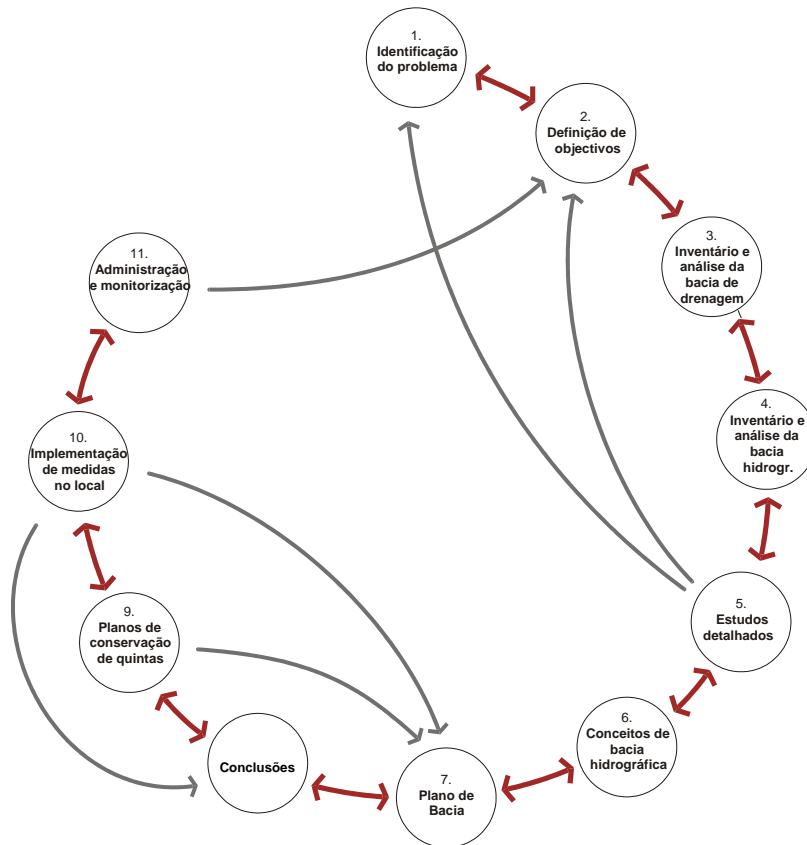 1.
Identificação
do problema
2.
Definição de
objectivos
3.
Inventário e
análise da
bacia de
drenagem
4.
Inventário e
análise da
bacia
hidrogr.
5.
Estudos
detalhados
6.
Conceitos de
bacia
hidrográfica
7.
Plano de
Bacia
Conclusões
9.
Planos de
conservação
de quintas
10.
Implementação
de medidas
no local
11.
Administração
e monitorização